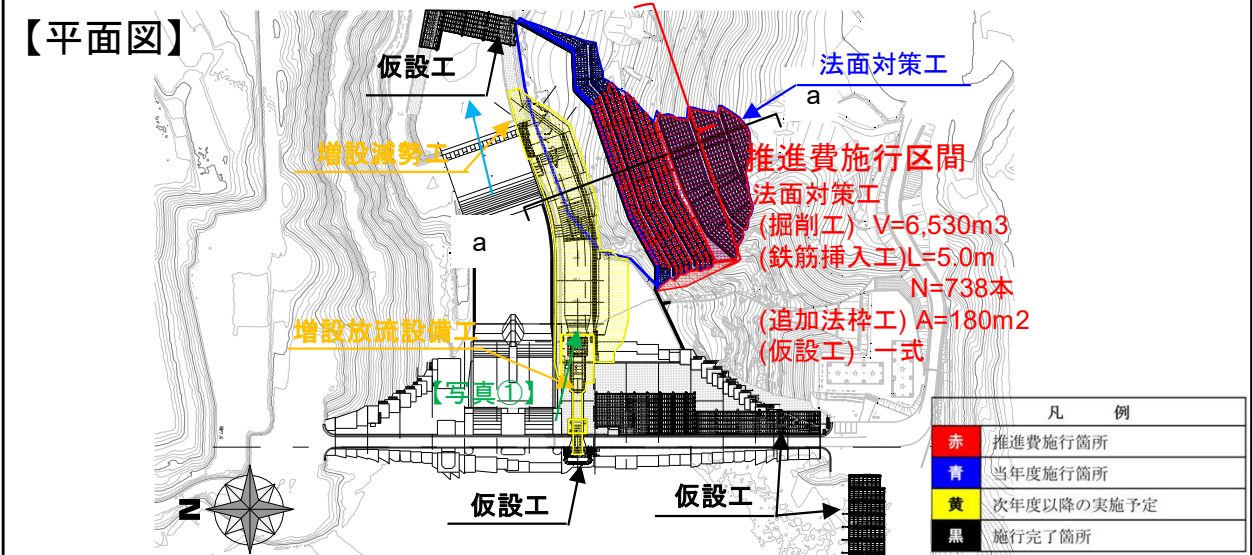 【平面図】
仮設工
法面対策工
a
増設減勢工
推進費施行区間
法面対策工
(掘削工) V=6,530m3
(鉄筋挿入工)L=5.0m
N=738本
(追加法枠工) A=180m2
(仮設工) 一式
a
増設放流設備工
【写真①】
仮設工
仮設工
N
凡 例
赤 推進費施行箇所
青 当年度施行箇所
黄 次年度以降の実施予定
黒 施行完了箇所